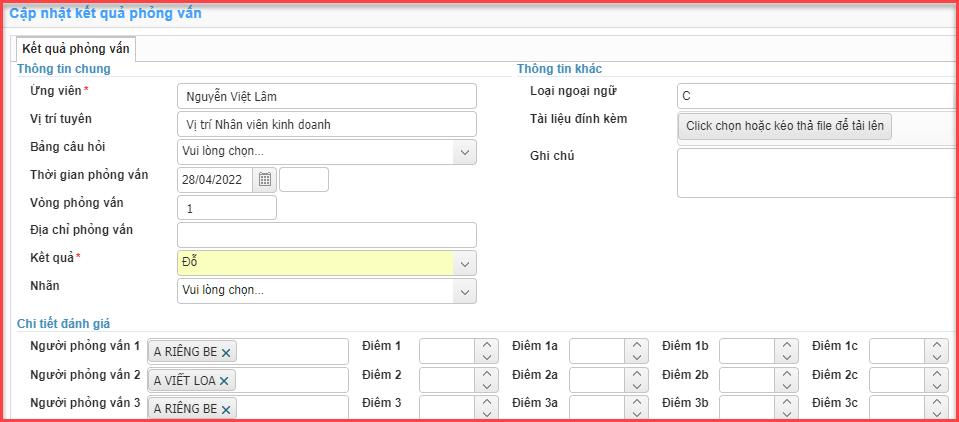 Cập nhật kết quả phỏng vấn
Kết quả phỏng vấn
Thông tin chung
Ứng viên * Nguyễn Việt Lâm
Vị trí tuyển Vị trí Nhân viên kinh doanh
Bảng câu hỏi Vui lòng chọn...
Thời gian phỏng vấn 28/04/2022
Vòng phỏng vấn 1
Địa chỉ phỏng vấn
Kết quả * Đỗ
Nhãn Vui lòng chọn...
Thông tin khác
Loại ngoại ngữ C
Tài liệu đính kèm Click chọn hoặc kéo thả file để tải lên
Ghi chú
Chi tiết đánh giá
Người phỏng vấn 1 A RIÊNG BE Điểm 1 Điểm 1a Điểm 1b Điểm 1c
Người phỏng vấn 2 A VIẾT LOA Điểm 2 Điểm 2a Điểm 2b Điểm 2c
Người phỏng vấn 3 A RIÊNG BE Điểm 3 Điểm 3a Điểm 3b Điểm 3c